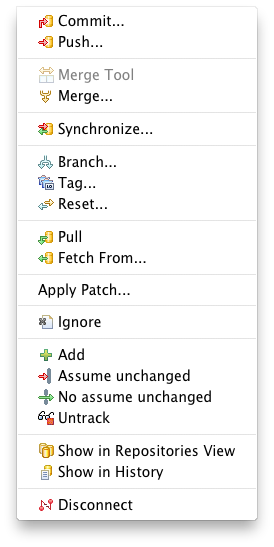 Commit...
Push...
Merge Tool
Merge...
Synchronize...
Branch...
Tag...
Reset...
Pull
Fetch From...
Apply Patch...
Ignore
Add
Assume unchanged
No assume unchanged
Untrack
Show in Repositories View
Show in History
Disconnect